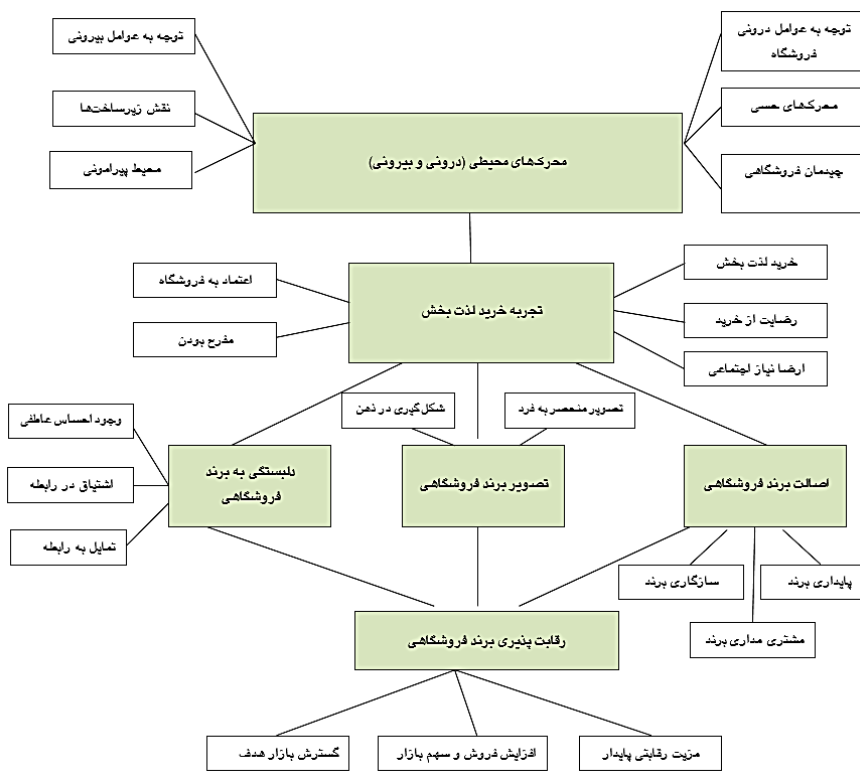 توجه به عوامل درونی
فروشگاه
توجه به عوامل بیرونی
محرک‌های حسی
نقش زیرساخت‌ها
محرک‌های محیطی (درونی و بیرونی)
چیدمان فروشگاهی
محیط پیرامونی
خرید لذت بخش
اعتماد به فروشگاه
تجربه خرید لذت بخش
رضایت از خرید
مفرح بودن
ارضا نیاز اجتماعی
تصویر منحصر به فرد
شکل‌گیری در ذهن
وجود احساس عاطفی
اصالت برند فروشگاهی
تصویر برند فروشگاهی
دلبستگی به برند
فروشگاهی
اشتیاق در رابطه
تمایل به رابطه
پایداری برند
سازگاری برند
مشتری مداری برند
رقابت پذیری برند فروشگاهی
مزیت رقابتی پایدار
افزایش فروش و سهم بازار
گسترش بازار هدف